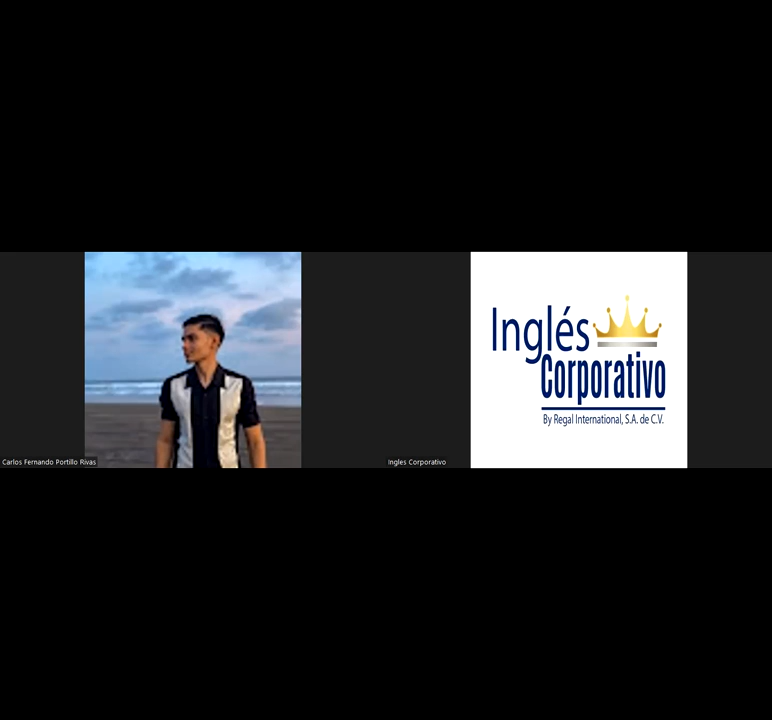 Inglés
Corporativo
By Regal International, S.A. de C.V.
Carlos Fernando Portillo Rivas
Ingles Corporativo